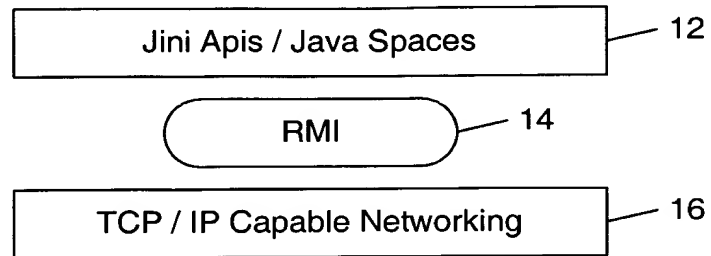 Jini Apis / Java Spaces
12
RMI
14
TCP / IP Capable Networking
16